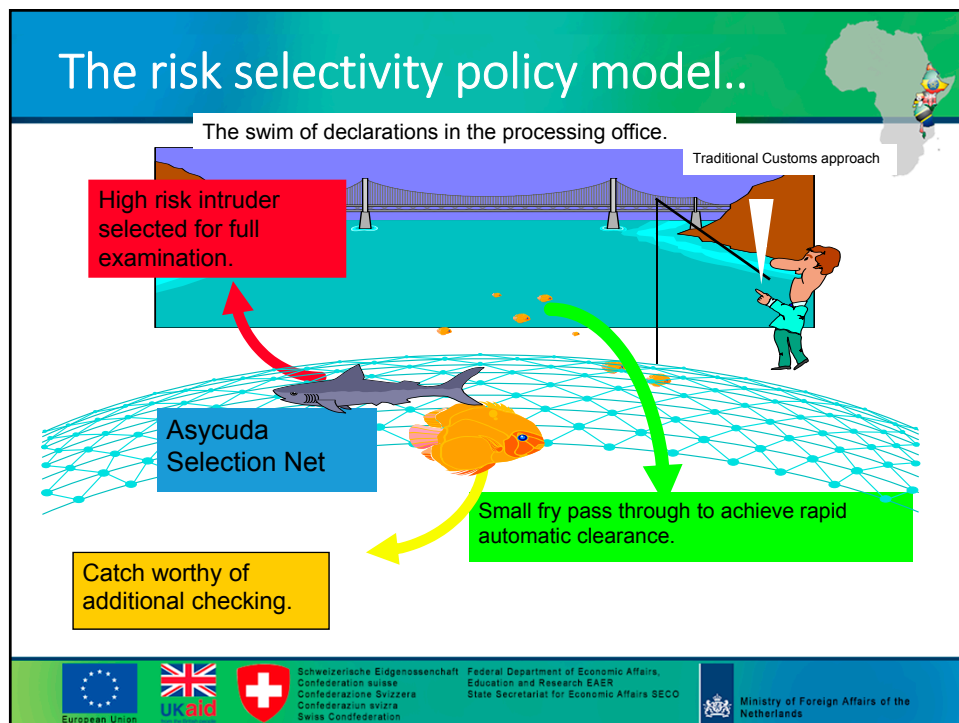 The risk selectivity policy model..
The swim of declarations in the processing office.
Traditional Customs approach
High risk intruder
selected for full
examination.
Asycuda
Selection Net
Small fry pass through to achieve rapid
automatic clearance.
Catch worthy of
additional checking.
European Union
UKaid
Schweizerische Eidgenossenschaft
Confederation suisse
Confederazione Svizzera
Confederaziun svizra
Swiss Condfederation
Federal Department of Economic Affairs,
Education and Research EAER
State Secretariat for Economic Affairs SECO
Ministry of Foreign Affairs of the
Netherlands